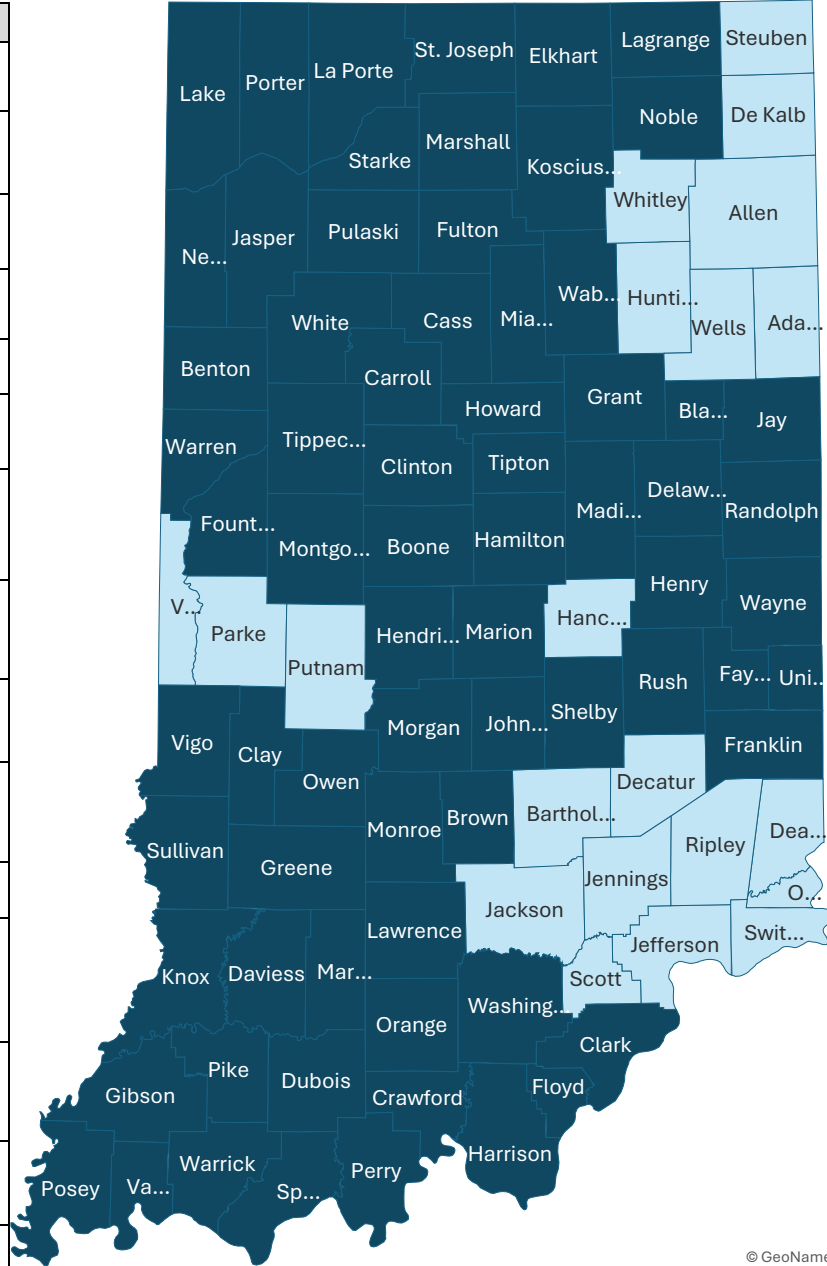 St. Joseph
Lagrange
Steuben
Elkhart
La Porte
Porter
Lake
Noble
De Kalb
Marshall
Starke
Koscius...
Whitley
Allen
Pulaski
Fulton
Jasper
Ne...
Wab...
Hunti...
White
Cass
Mia...
Wells
Ada...
Benton
Carroll
Grant
Howard
Bla...
Jay
Warren
Tippec...
Clinton
Tipton
Delaw...
Fount...
Madi...
Randolph
Montgo...
Boone
Hamilton
Henry
V...
Wayne
Parke
Hendri...
Marion
Hanc...
Putnam
Rush
Fay...
Uni...
Shelby
Morgan
John...
Vigo
Clay
Franklin
Owen
Decatur
Monroe
Brown
Barthol...
Dea...
Ripley
Sullivan
Greene
Jennings
O...
Jackson
Lawrence
Swit...
Jefferson
Knox
Daviess
Mar...
Scott
Washing...
Orange
Clark
Pike
Dubois
Floyd
Gibson
Crawford
Harrison
Warrick
Perry
Posey
Va...
Sp...
© GeoName